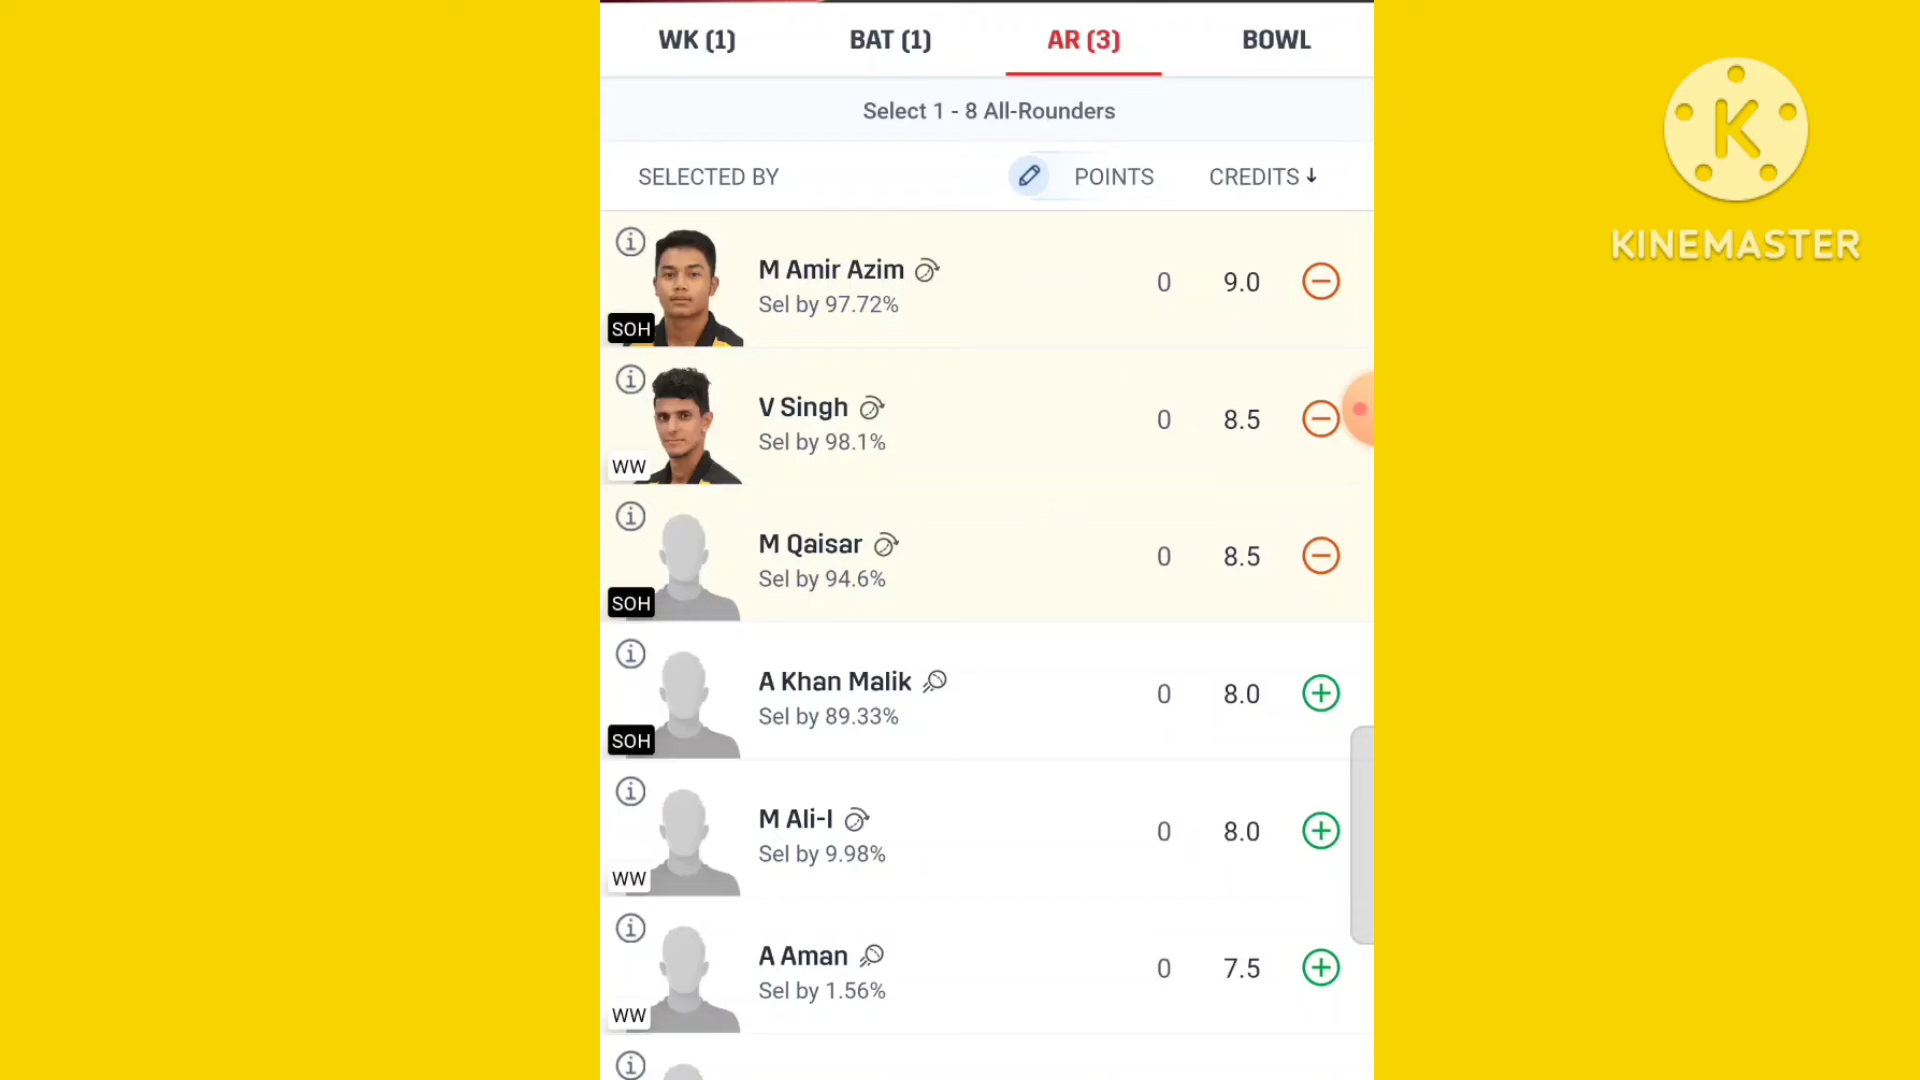 WK (1) BAT (1) AR (3) BOWL
Select 1 - 8 All-Rounders
SELECTED BY POINTS CREDITS ↓
M Amir Azim 0 9.0
Sel by 97.72%
SOH
V Singh 0 8.5
Sel by 98.1%
WW
M Qaisar 0 8.5
Sel by 94.6%
SOH
A Khan Malik 0 8.0
Sel by 89.33%
SOH
M Ali-I 0 8.0
Sel by 9.98%
WW
A Aman 0 7.5
Sel by 1.56%
WW
K
KINEMASTER